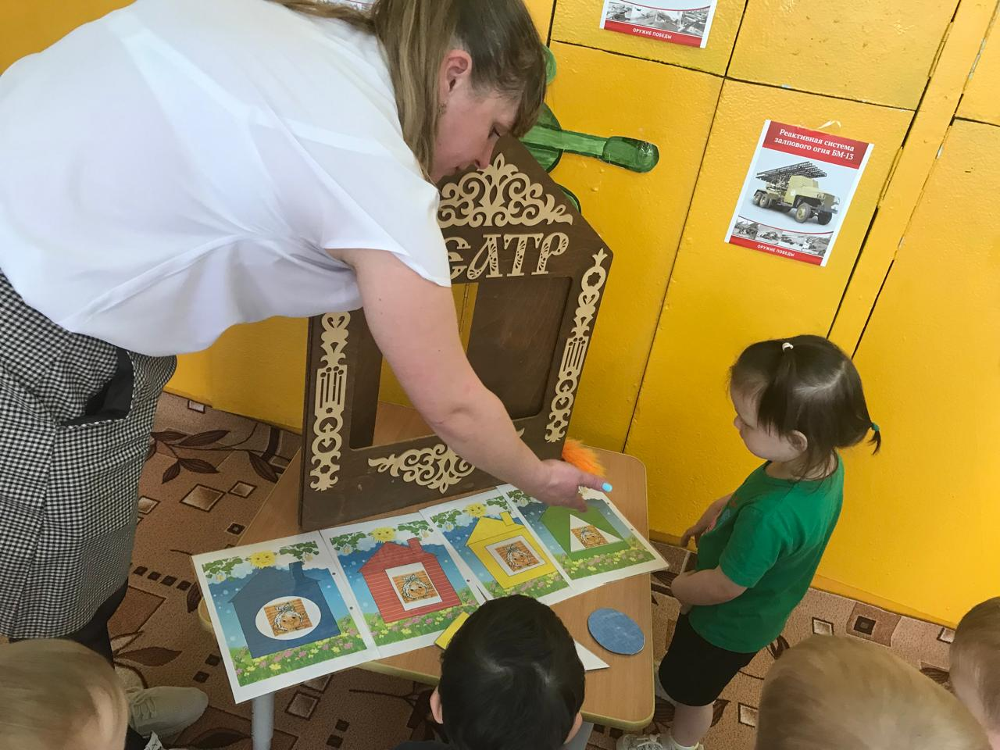 ОРУЖИЕ ПОБЕДЫ
Реактивная система
залпового огня БМ-13
ОРУЖИЕ ПОБЕДЫ
ЕАТР